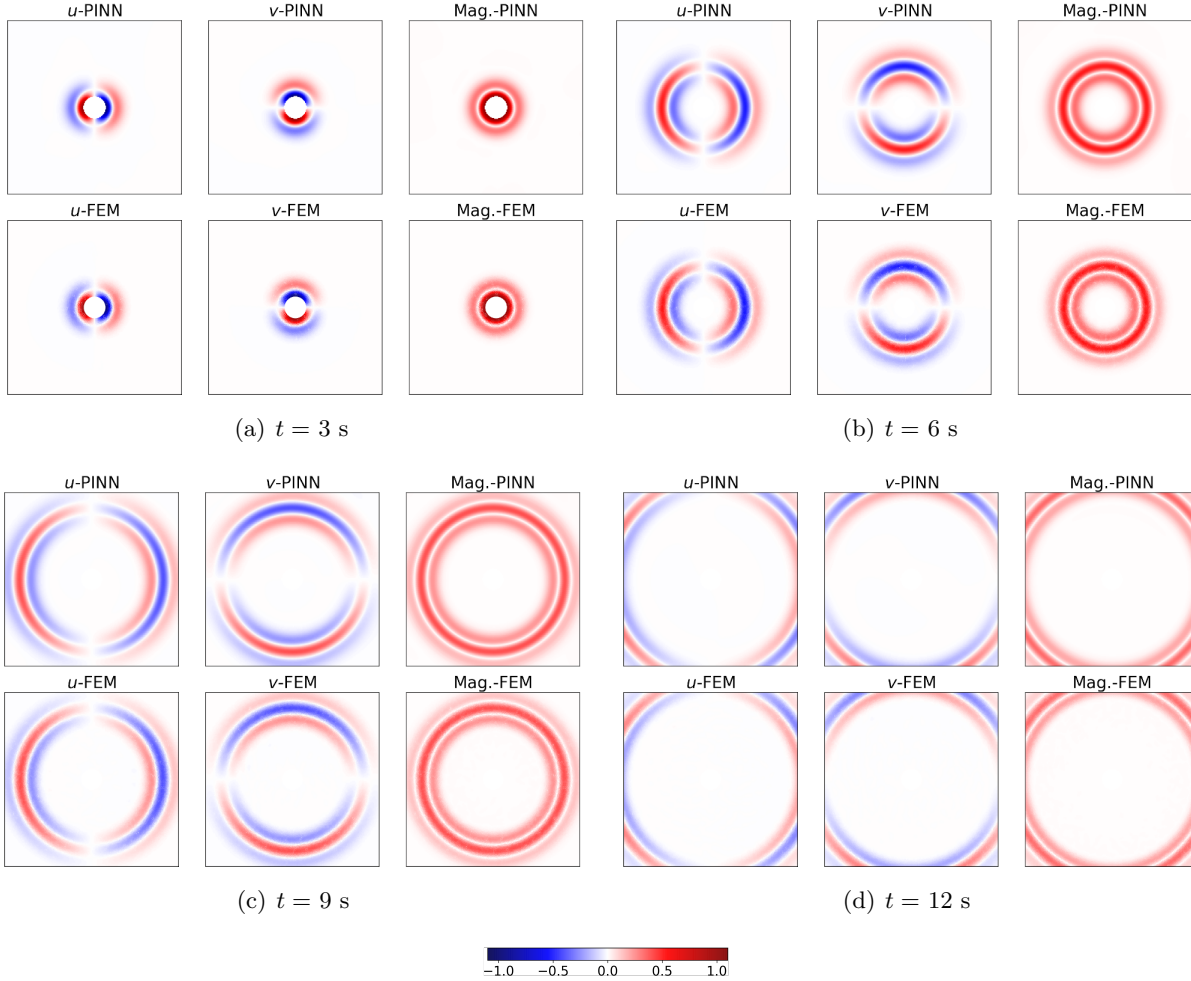 u-PINN v-PINN Mag.-PINN u-PINN v-PINN Mag.-PINN
u-FEM v-FEM Mag.-FEM u-FEM v-FEM Mag.-FEM
(a) t = 3 s (b) t = 6 s
u-PINN v-PINN Mag.-PINN u-PINN v-PINN Mag.-PINN
u-FEM v-FEM Mag.-FEM u-FEM v-FEM Mag.-FEM
(c) t = 9 s (d) t = 12 s
−1.0 −0.5 0.0 0.5 1.0